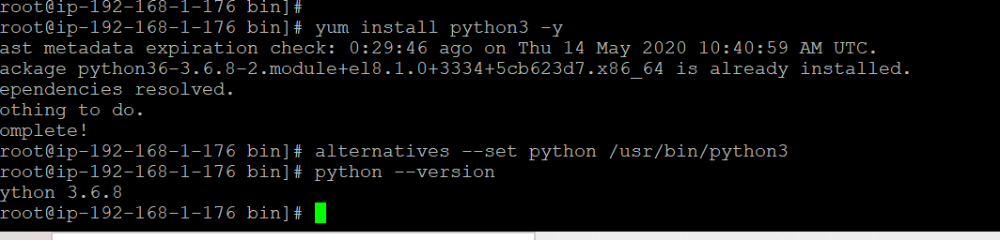 root@ip-192-168-1-176 bin]#
root@ip-192-168-1-176 bin]# yum install python3 -y
ast metadata expiration check: 0:29:46 ago on Thu 14 May 2020 10:40:59 AM UTC.
ackage python36-3.6.8-2.module+el8.1.0+3334+5cb623d7.x86_64 is already installed.
ependencies resolved.
othing to do.
omplete!
root@ip-192-168-1-176 bin]# alternatives --set python /usr/bin/python3
root@ip-192-168-1-176 bin]# python --version
ython 3.6.8
root@ip-192-168-1-176 bin]#